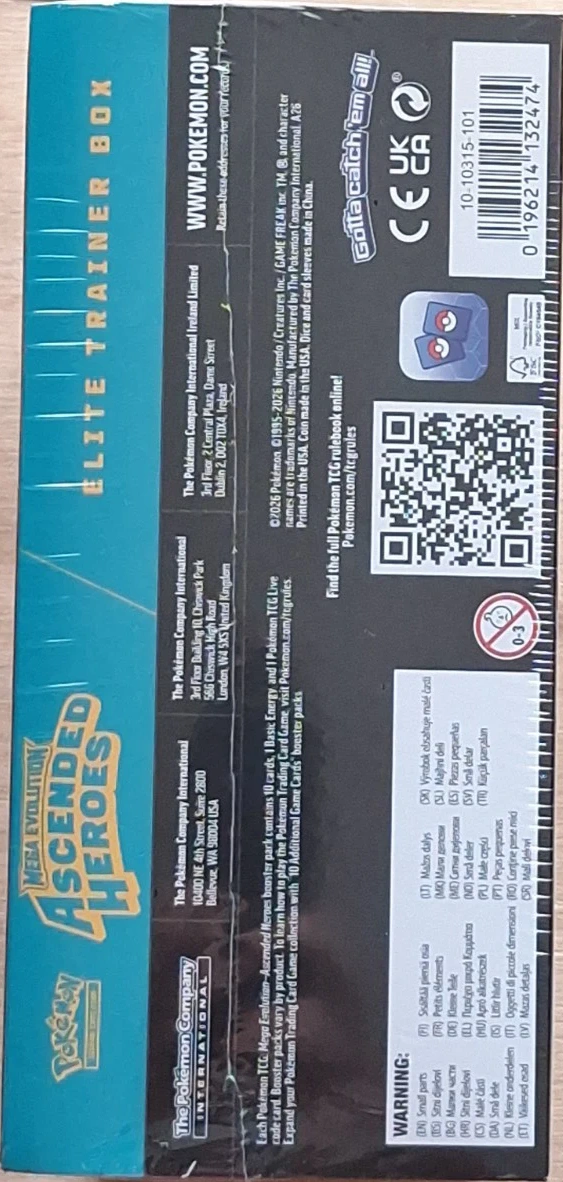 POKÉMON
MEGA EVOLUTION
ASCENDED
HEROES
ELITE TRAINER BOX
The Pokémon Company
INTERNATIONAL
The Pokémon Company International
10400 NE 4th Street, Suite 2800
Bellevue, WA 98004 USA
The Pokémon Company International
3rd Floor Building 10, Chiswick Park
566 Chiswick High Road
London, W4 5XS United Kingdom
The Pokémon Company International Ireland Limited
3rd Floor, 2 Central Plaza, Dame Street
Dublin 2, D02 T0X4, Ireland
WWW.POKEMON.COM
Retain these addresses for your records.
Each Pokémon TCG: Mega Evolution—Ascended Heroes booster pack contains 10 cards, 1 Basic Energy, and 1 Pokémon TCG Live
code card. Booster packs vary by product. To learn how to play the Pokémon Trading Card Game, visit Pokemon.com/tcgrules.
Expand your Pokémon Trading Card Game collection with "10 Additional Game Cards" booster packs.
©2026 Pokémon. ©1995-2026 Nintendo / Creatures Inc. / GAME FREAK inc. TM, ®, and character
names are trademarks of Nintendo. Manufactured by The Pokémon Company International. A26
Printed in the USA. Coin made in the USA. Dice and card sleeves made in China.
Find the full Pokémon TCG rulebook online!
Pokemon.com/tcgrules
Gotta catch 'em all!
®
CE UK
CA
WARNING:
(EN) Small parts
(BS) Sitni dijelovi
(BG) Малки части
(HR) Sitni dijelovi
(CS) Malé části
(DA) Små dele
(NL) Kleine onderdelen
(ET) Väikesed osad
(FI) Sisältää pieniä osia
(FR) Petits éléments
(DE) Kleine Teile
(EL) Περιέχει μικρά Κομμάτια
(HU) Apró alkatrészek
(IS) Litlir hlutir
(IT) Oggetti di piccole dimensioni
(LV) Mazas detaļas
(LT) Mažos dalys
(MK) Мали делови
(ME)
(NO) Små deler
(PL) Małe części
(PT) Peças pequenas
(RO) Conține piese mici
(SR) Mali delovi
(SK) Výrobok obsahuje malé časti
(SL) Majhni deli
(ES) Piezas pequeñas
(SV) Små delar
(TR) Küçük parçaları
0-3
FSC
MIX
10-10315-101
0 196214 132474